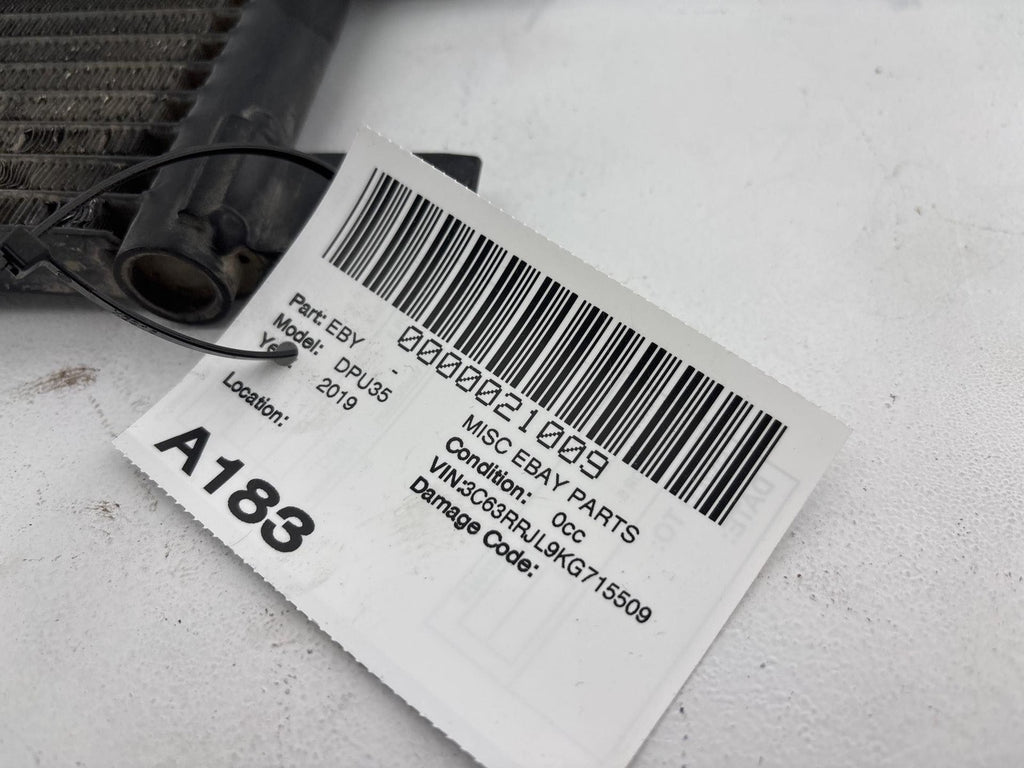 0000021009
Part: EBY - MISC EBAY PARTS
Model: DPU35 Condition: 0cc
2019 VIN:3C63RRJL9KG715509
Location: Damage Code:
A183